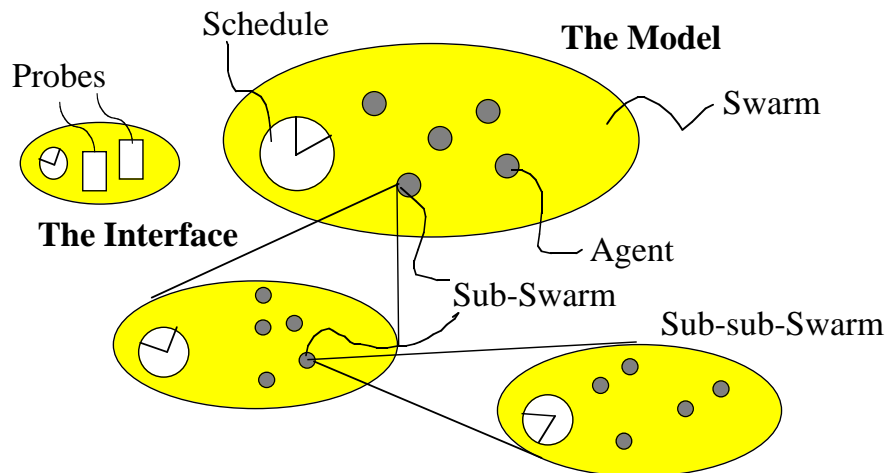 Schedule
The Model
Probes
Swarm
The Interface
Agent
Sub-Swarm
Sub-sub-Swarm